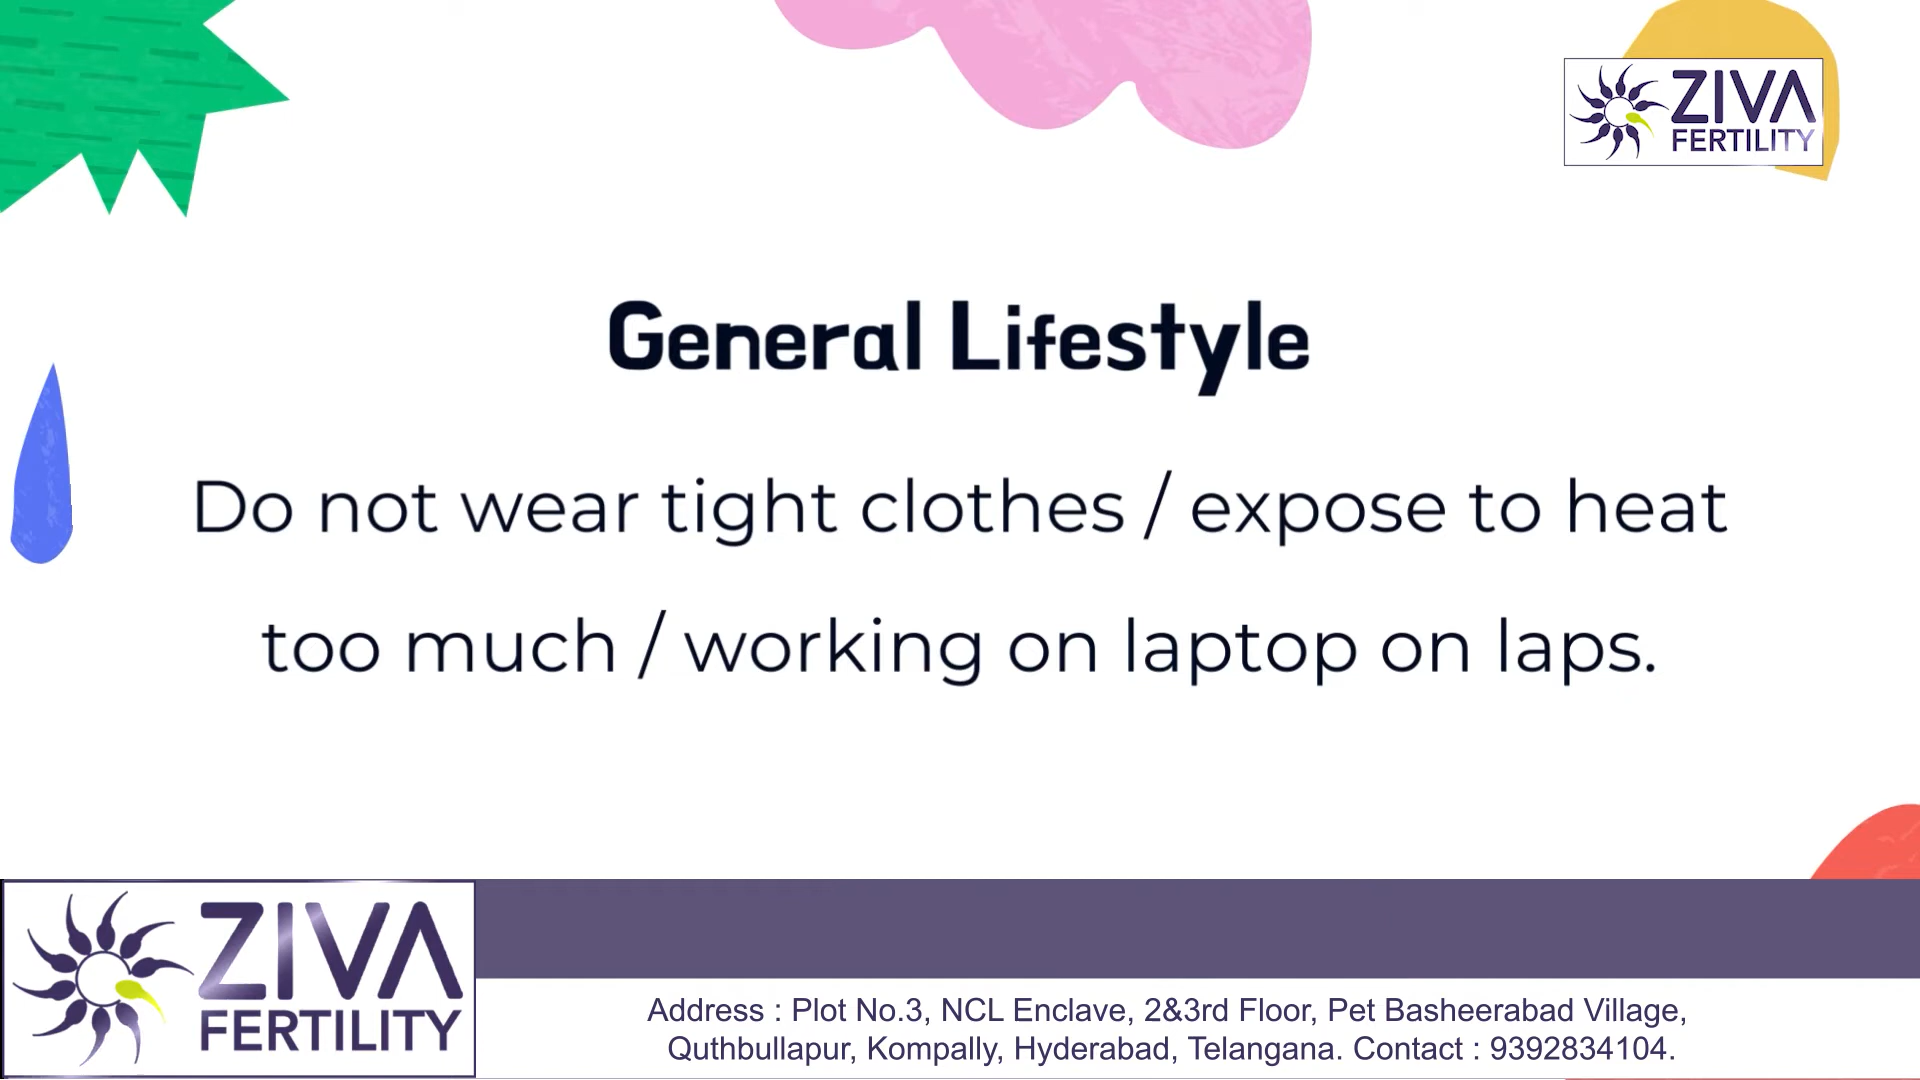 ZIVA
FERTILITY
General Lifestyle
Do not wear tight clothes / expose to heat
too much / working on laptop on laps.
ZIVA
FERTILITY
Address : Plot No.3, NCL Enclave, 2&3rd Floor, Pet Basheerabad Village,
Quthbullapur, Kompally, Hyderabad, Telangana. Contact : 9392834104.